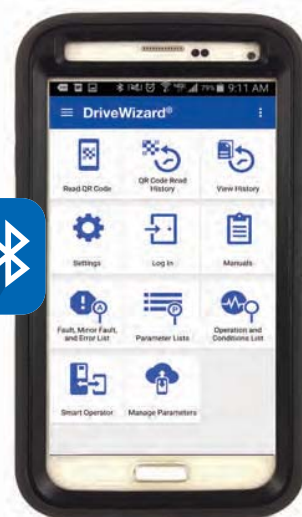 79% 9:11 AM
DriveWizard®
Read QR Code
QR Code Read
History
View History
Settings
Log in
Manuals
Fault, Minor Fault,
and Error List
Parameter Lists
Operation and
Conditions List
Smart Operator
Manage Parameters